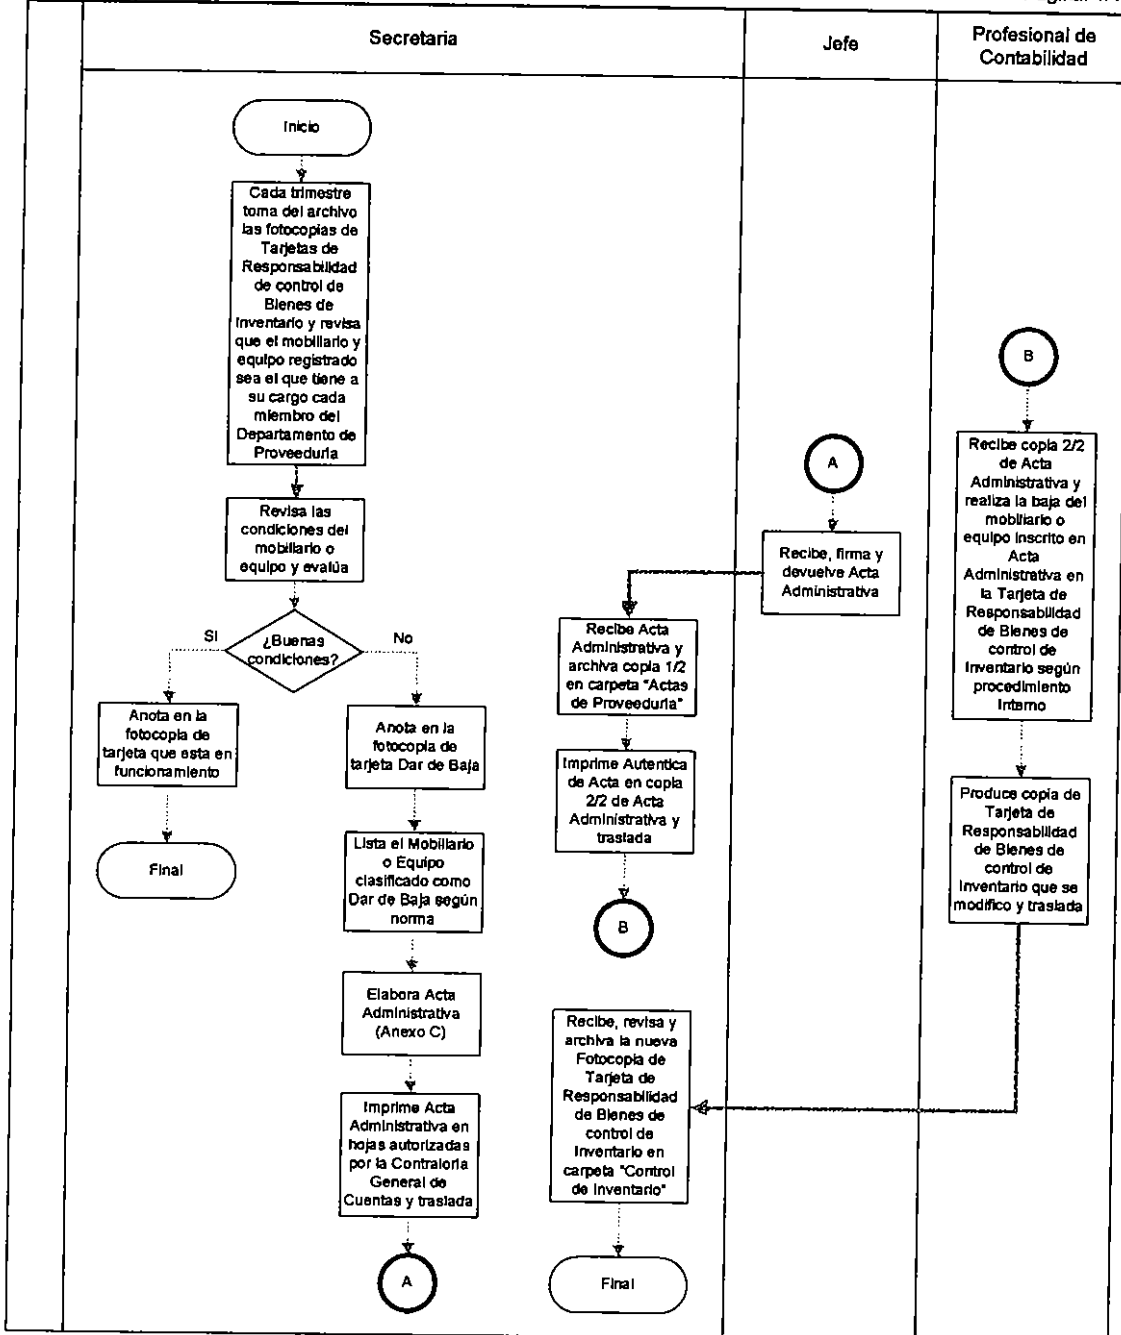 Secretaria
Jefe
Profesional de
Contabilidad
Inicio
Cada trimestre
toma del archivo
las fotocopias de
Tarjetas de
Responsabilidad
de control de
Bienes de
Inventario y revisa
que el mobiliario y
equipo registrado
sea el que tiene a
su cargo cada
miembro del
Departamento de
Proveeduría
Revisa las
condiciones del
mobiliario o
equipo y evalúa
¿Buenas
condiciones?
SI
No
Anota en la
fotocopia de
tarjeta que esta en
funcionamiento
Final
Anota en la
fotocopia de
tarjeta Dar de Baja
Lista el Mobiliario
o Equipo
clasificado como
Dar de Baja según
norma
Elabora Acta
Administrativa
(Anexo C)
Imprime Acta
Administrativa en
hojas autorizadas
por la Contraloría
General de
Cuentas y traslada
A
A
Recibe, firma y
devuelve Acta
Administrativa
Recibe Acta
Administrativa y
archiva copia 1/2
en carpeta "Actas
de Proveeduría"
Imprime Autentica
de Acta en copia
2/2 de Acta
Administrativa y
traslada
B
B
Recibe copia 2/2
de Acta
Administrativa y
realiza la baja del
mobiliario o
equipo inscrito en
Acta
Administrativa en
la Tarjeta de
Responsabilidad
de Bienes de
control de
Inventario según
procedimiento
Interno
Produce copia de
Tarjeta de
Responsabilidad
de Bienes de
control de
Inventario que se
modifico y traslada
Recibe, revisa y
archiva la nueva
Fotocopia de
Tarjeta de
Responsabilidad
de Bienes de
control de
Inventario en
carpeta "Control
de Inventario"
Final